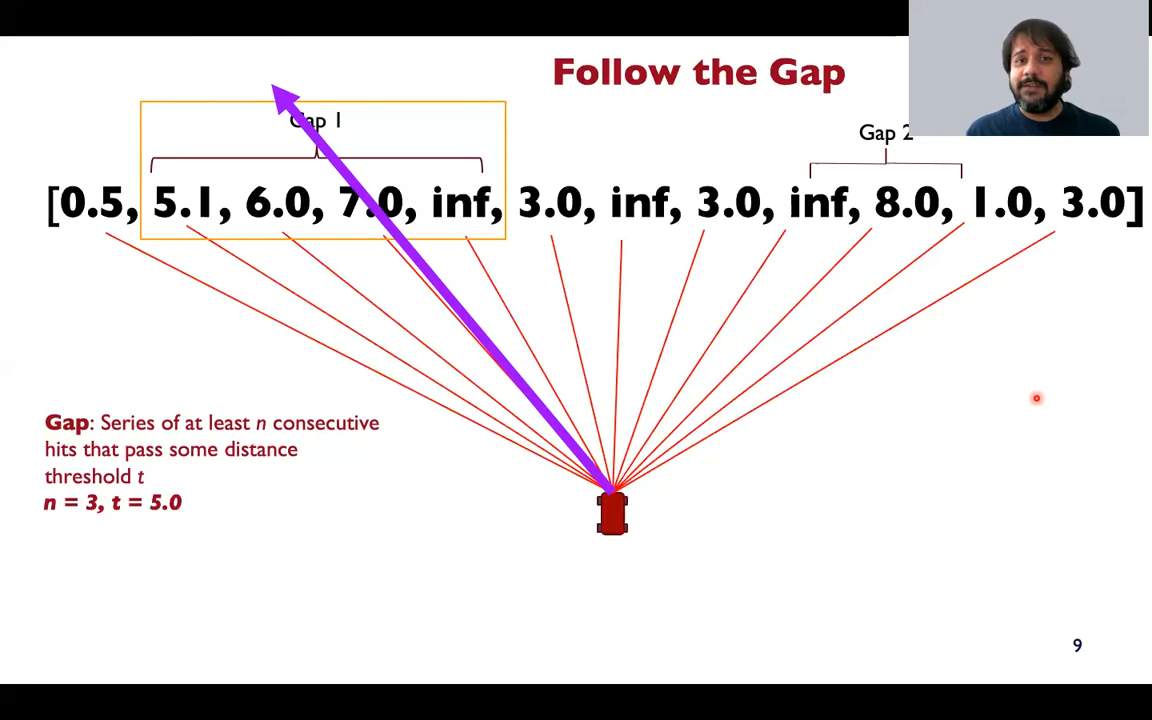 Follow the Gap
Gap 1
Gap 2
[0.5, 5.1, 6.0, 7.0, inf, 3.0, inf, 3.0, inf, 8.0, 1.0, 3.0]
Gap: Series of at least n consecutive
hits that pass some distance
threshold t
n = 3, t = 5.0
9